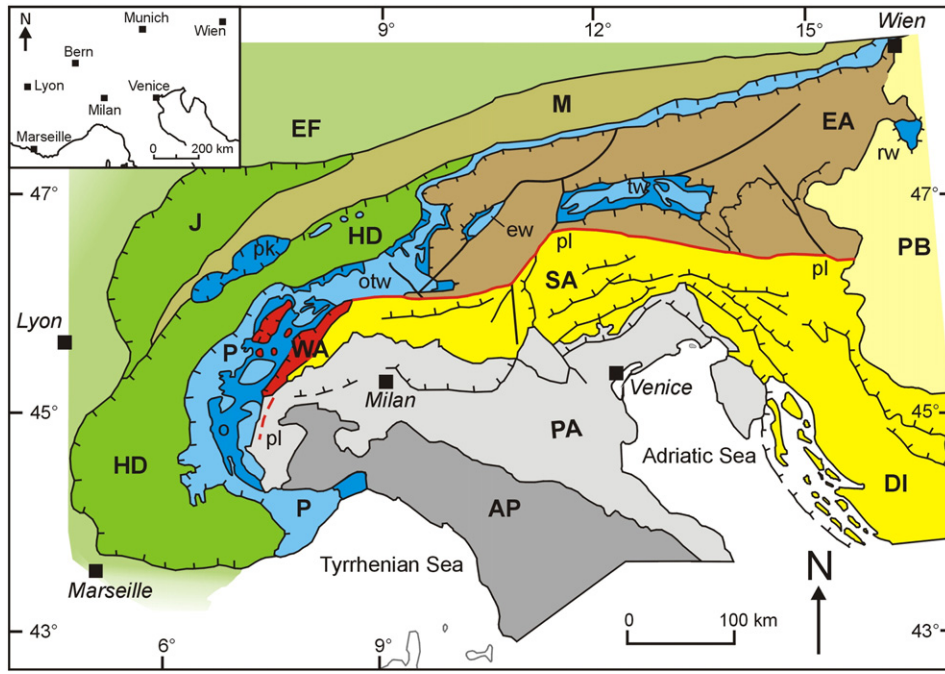 N
Munich
Wien
Bern
Lyon
Milan
Venice
Marseille
0 200 km
9°
12°
15°
Wien
M
EF
EA
rw
47°
47°
tw
J
HD
pk
ew
pl
pl
PB
otw
SA
Lyon
P
WA
Milan
Venice
45°
45°
o
pl
PA
Adriatic Sea
HD
DI
P
AP
Tyrrhenian Sea
N
Marseille
0 100 km
43°
43°
6°
9°